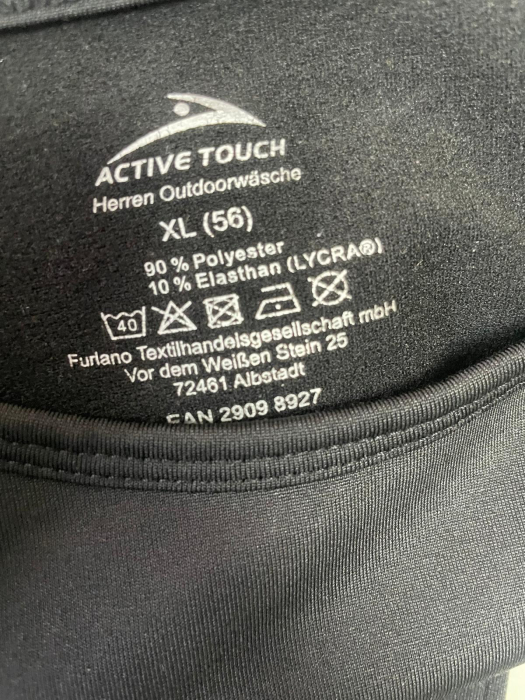 ACTIVE TOUCH
Herren Outdoorwäsche
XL (56)
90 % Polyester
10 % Elasthan (LYCRA®)
40
Furlano Textilhandelsgesellschaft mbH
Vor dem Weißen Stein 25
72461 Albstadt
EAN 2909 8927